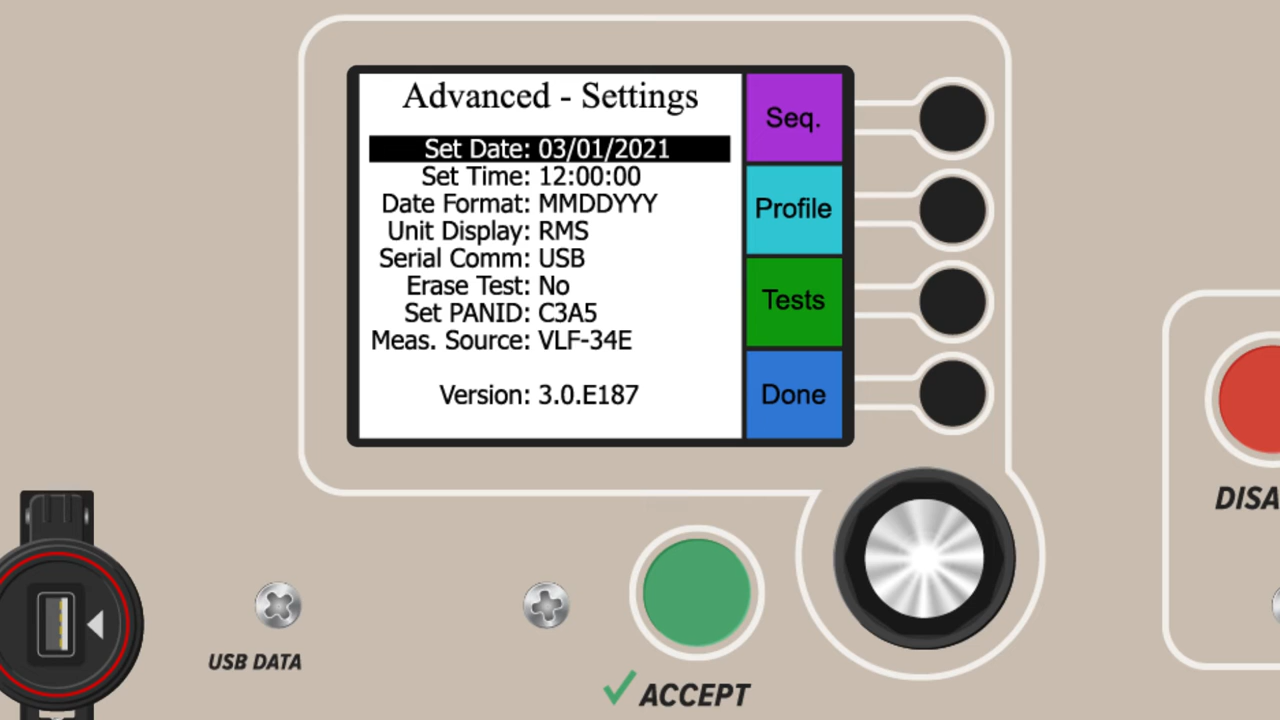 Advanced - Settings
Set Date: 03/01/2021
Set Time: 12:00:00
Date Format: MMDDYYY
Unit Display: RMS
Serial Comm: USB
Erase Test: No
Set PANID: C3A5
Meas. Source: VLF-34E
Version: 3.0.E187
Seq.
Profile
Tests
Done
DISA
USB DATA
ACCEPT